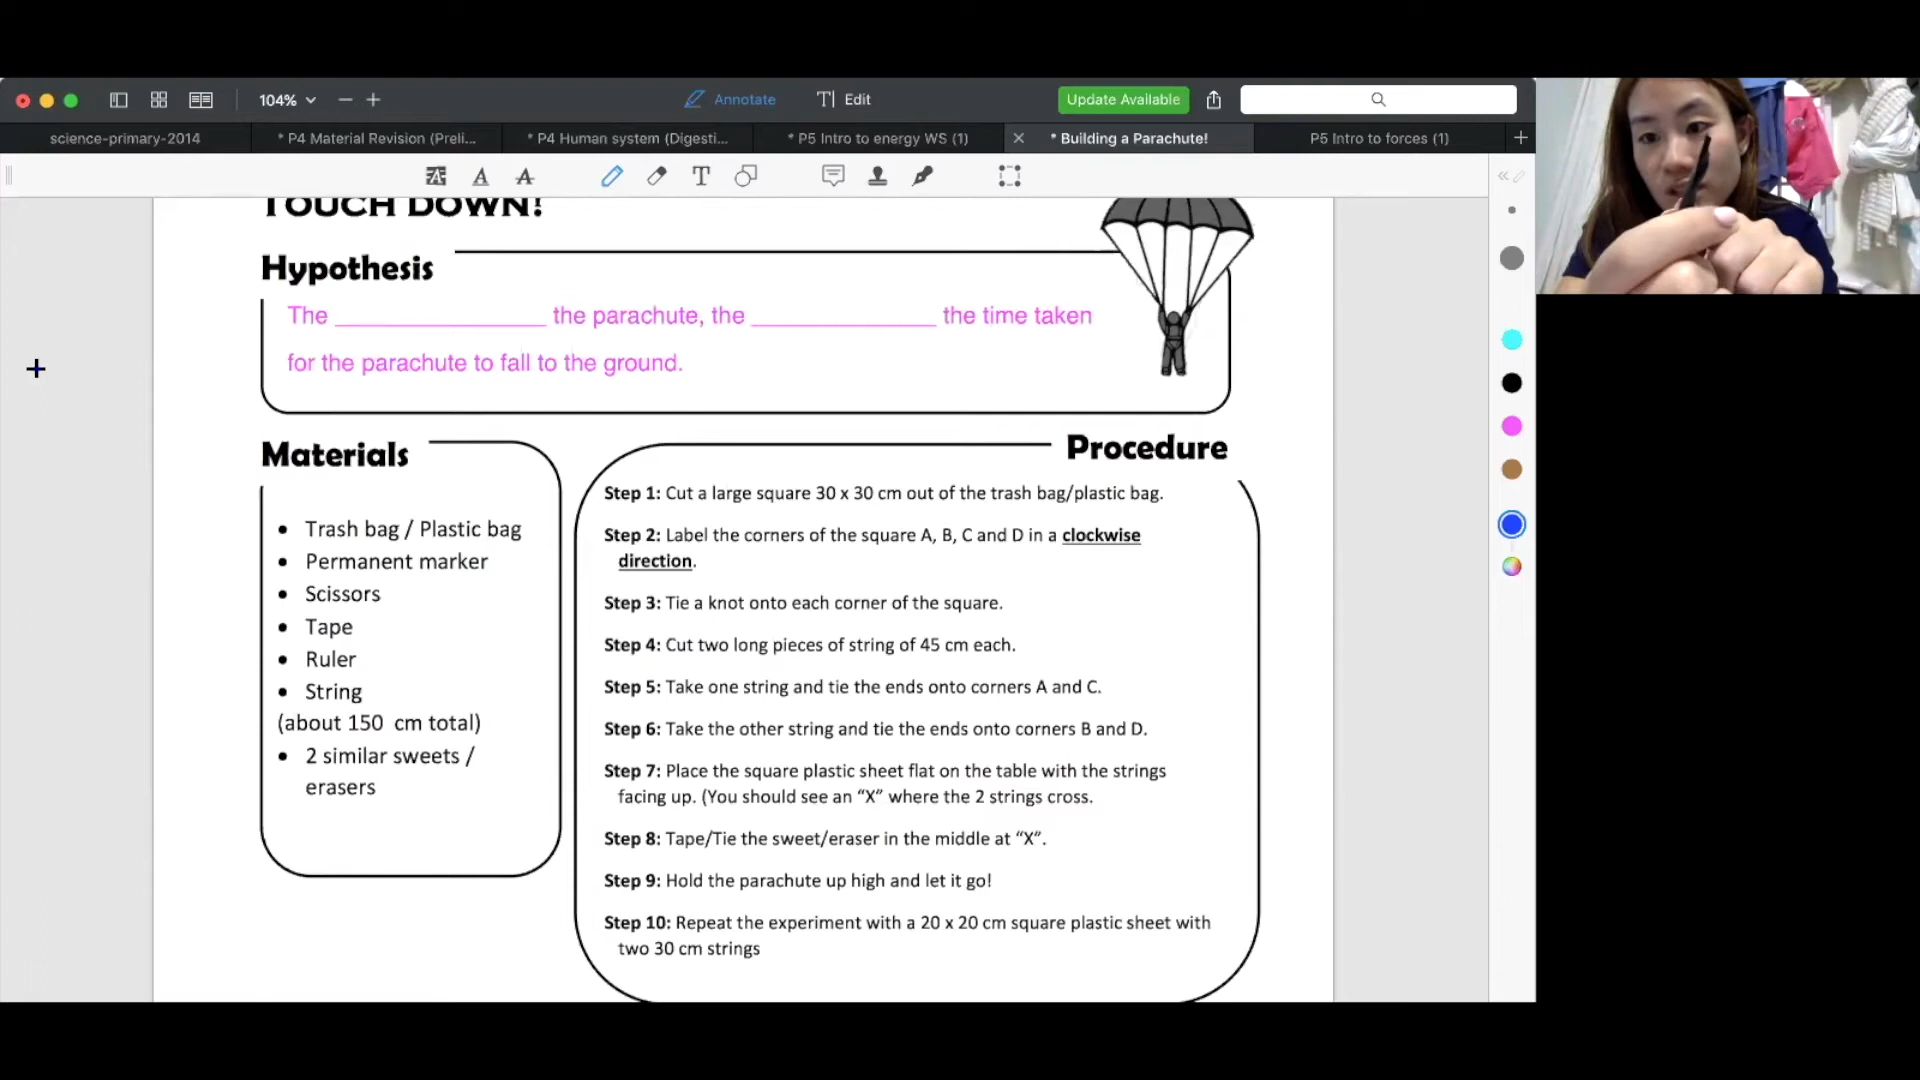 104%
Annotate
Edit
Update Available
science-primary-2014
* P4 Material Revision (Preli...
* P4 Human system (Digesti...
* P5 Intro to energy WS (1)
* Building a Parachute!
P5 Intro to forces (1)
TOUCH DOWN!
Hypothesis
The _________________ the parachute, the _______________ the time taken
for the parachute to fall to the ground.
Materials
• Trash bag / Plastic bag
• Permanent marker
• Scissors
• Tape
• Ruler
• String
(about 150 cm total)
• 2 similar sweets /
erasers
Procedure
Step 1: Cut a large square 30 x 30 cm out of the trash bag/plastic bag.
Step 2: Label the corners of the square A, B, C and D in a clockwise
direction.
Step 3: Tie a knot onto each corner of the square.
Step 4: Cut two long pieces of string of 45 cm each.
Step 5: Take one string and tie the ends onto corners A and C.
Step 6: Take the other string and tie the ends onto corners B and D.
Step 7: Place the square plastic sheet flat on the table with the strings
facing up. (You should see an “X” where the 2 strings cross.
Step 8: Tape/Tie the sweet/eraser in the middle at “X”.
Step 9: Hold the parachute up high and let it go!
Step 10: Repeat the experiment with a 20 x 20 cm square plastic sheet with
two 30 cm strings